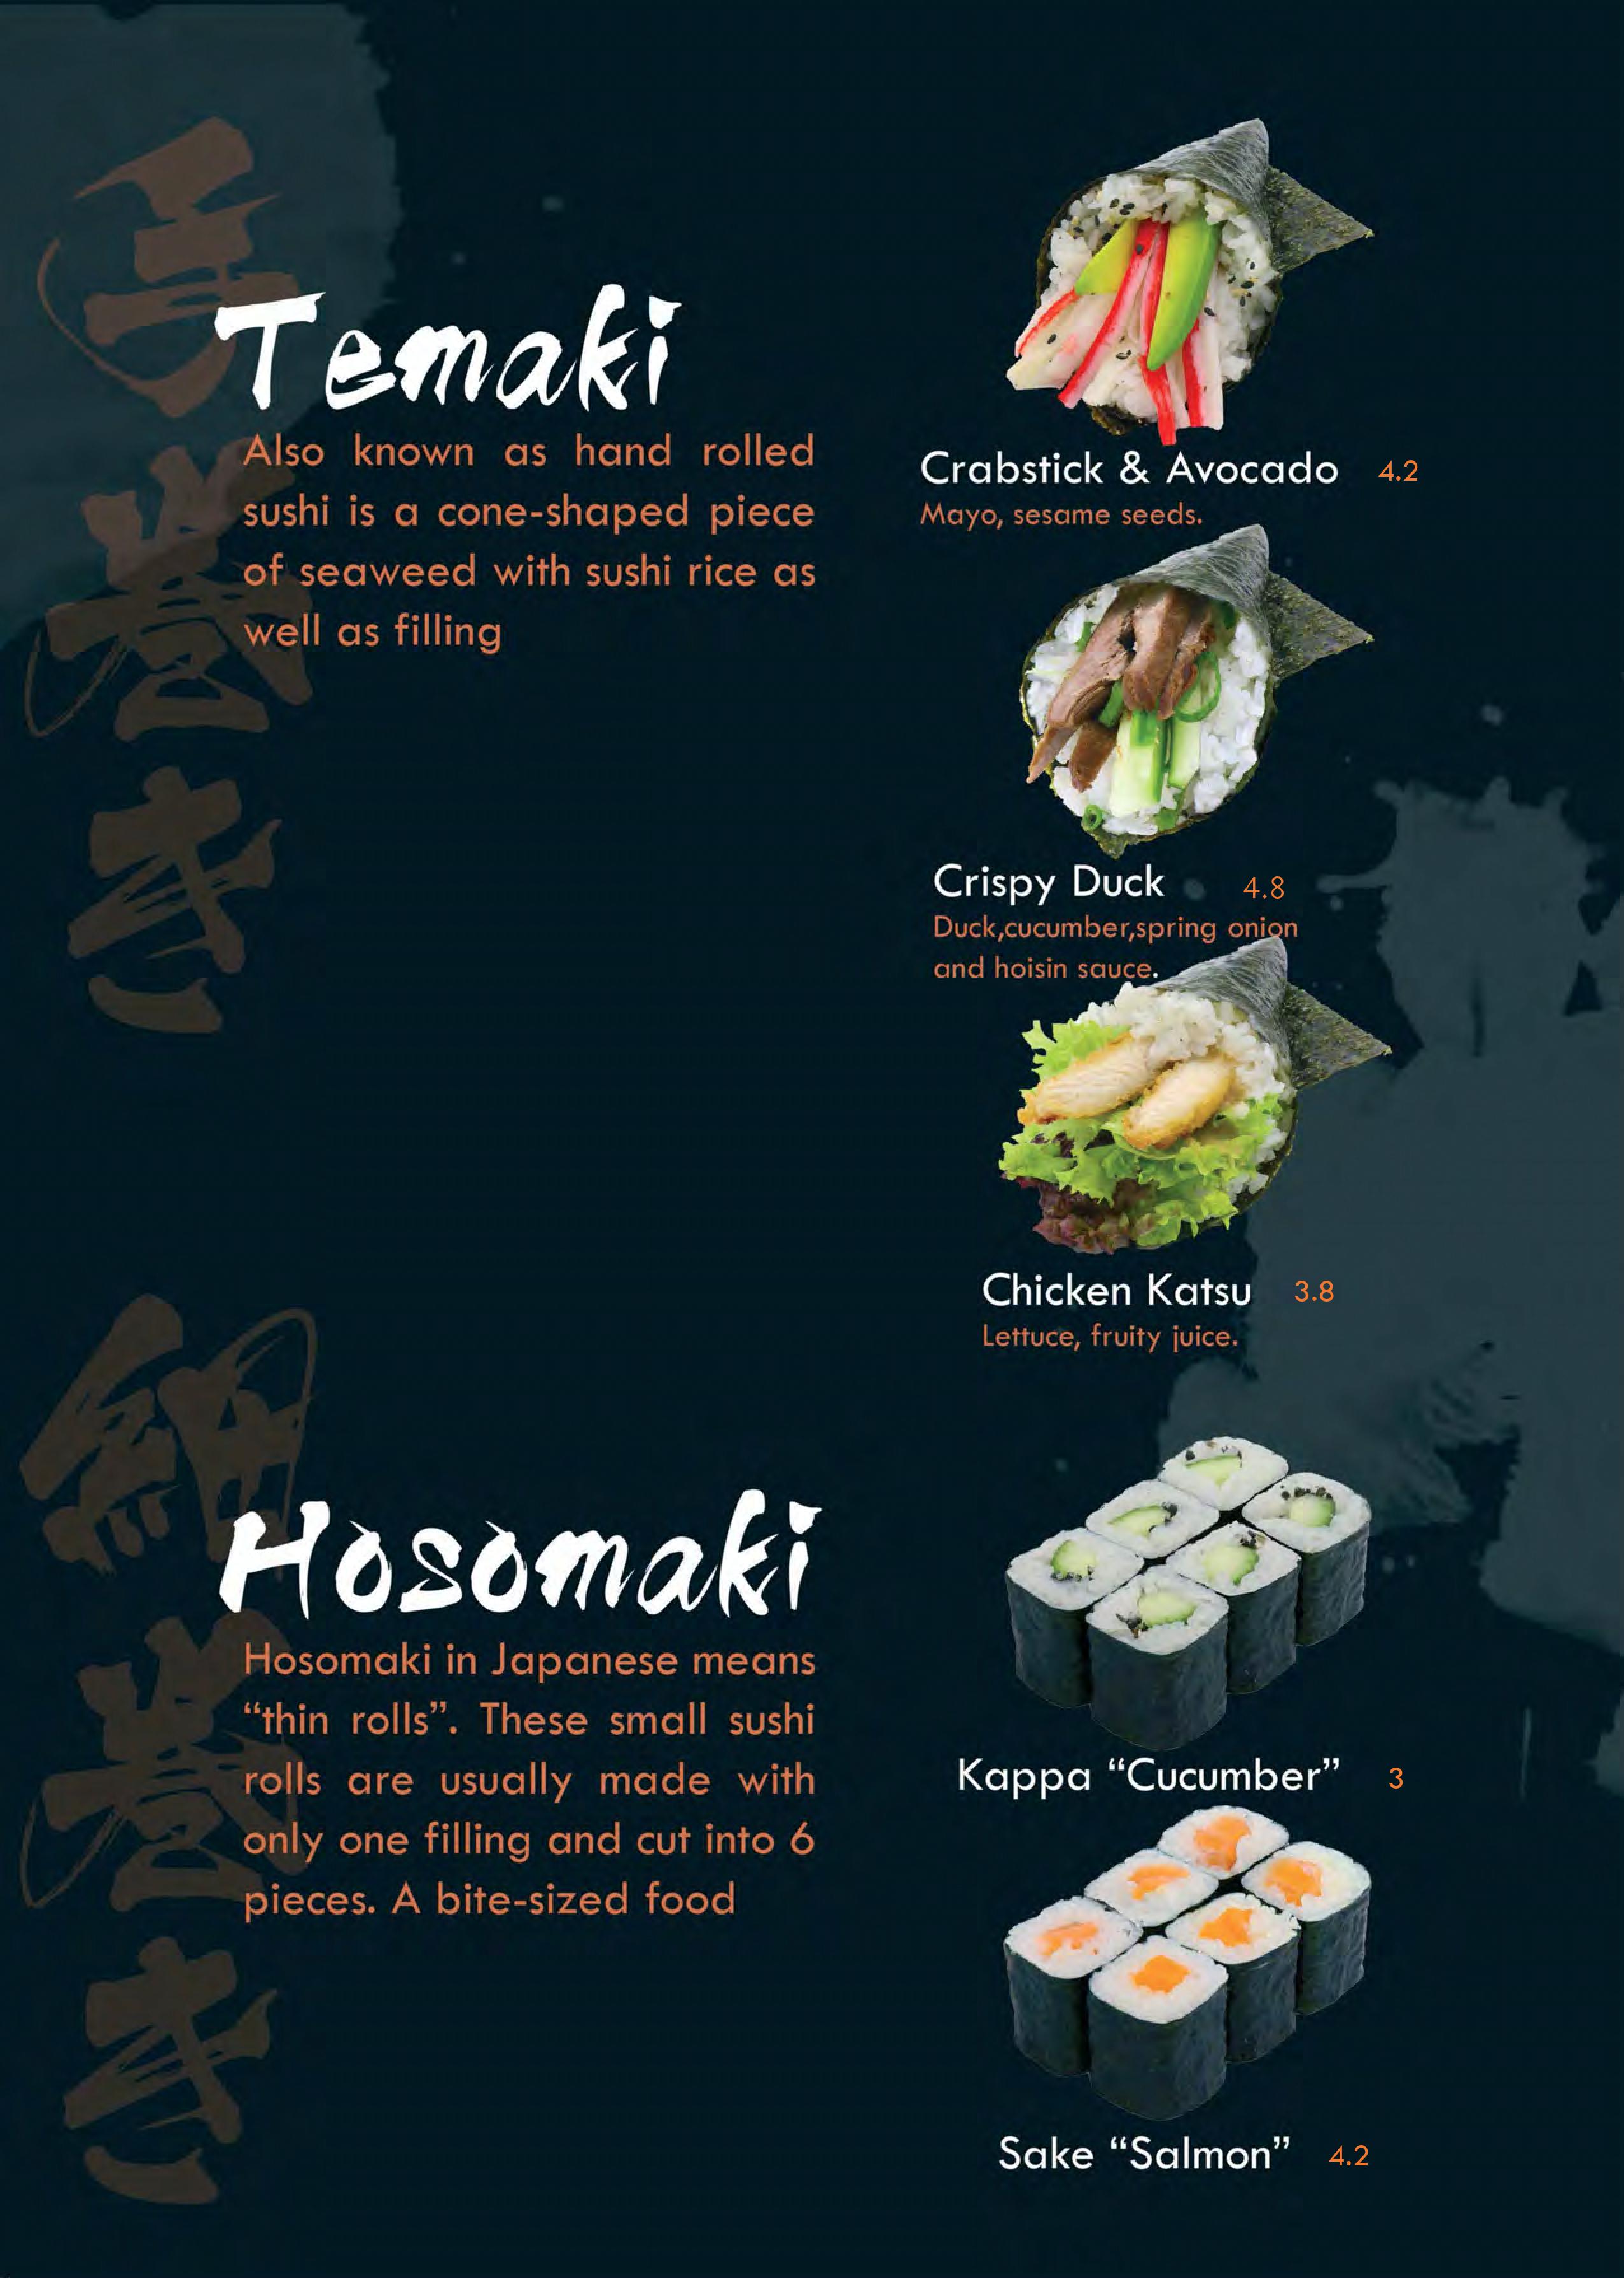 手巻き
Temaki
Also known as hand rolled
sushi is a cone-shaped piece
of seaweed with sushi rice as
well as filling
Crabstick & Avocado 4.2
Mayo, sesame seeds.
Crispy Duck 4.8
Duck,cucumber,spring onion
and hoisin sauce.
Chicken Katsu 3.8
Lettuce, fruity juice.
細巻き
Hosomaki
Hosomaki in Japanese means
“thin rolls”. These small sushi
rolls are usually made with
only one filling and cut into 6
pieces. A bite-sized food
Kappa “Cucumber” 3
Sake “Salmon” 4.2